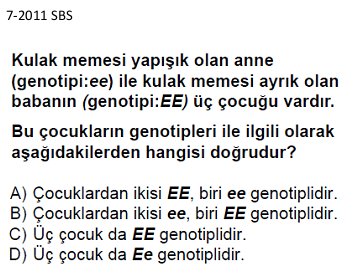 7-2011 SBS
Kulak memesi yapışık olan anne
(genotipi:ee) ile kulak memesi ayrık olan
babanın (genotipi:EE) üç çocuğu vardır.
Bu çocukların genotipleri ile ilgili olarak
aşağıdakilerden hangisi doğrudur?
A) Çocuklardan ikisi EE, biri ee genotiplidir.
B) Çocuklardan ikisi ee, biri EE genotiplidir.
C) Üç çocuk da EE genotiplidir.
D) Üç çocuk da Ee genotiplidir.